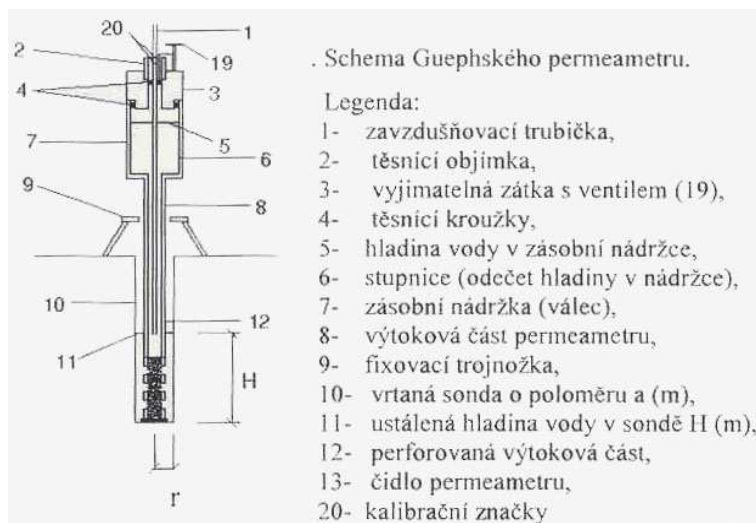 20
1
2
19
. Schema Guephského permeametru.
4
3
Legenda:
7
5
6
1- zavzdušňovací trubička,
2- těsnící objímka,
3- vyjimatelná zátka s ventilem (19),
9
8
4- těsnící kroužky,
5- hladina vody v zásobní nádržce,
6- stupnice (odečet hladiny v nádržce),
10
7- zásobní nádržka (válec),
12
8- výtoková část permeametru,
11
H
9- fixovací trojnožka,
10- vrtaná sonda o poloměru a (m),
11- ustálená hladina vody v sondě H (m),
12- perforovaná výtoková část,
13- čidlo permeametru,
r
20- kalibrační značky